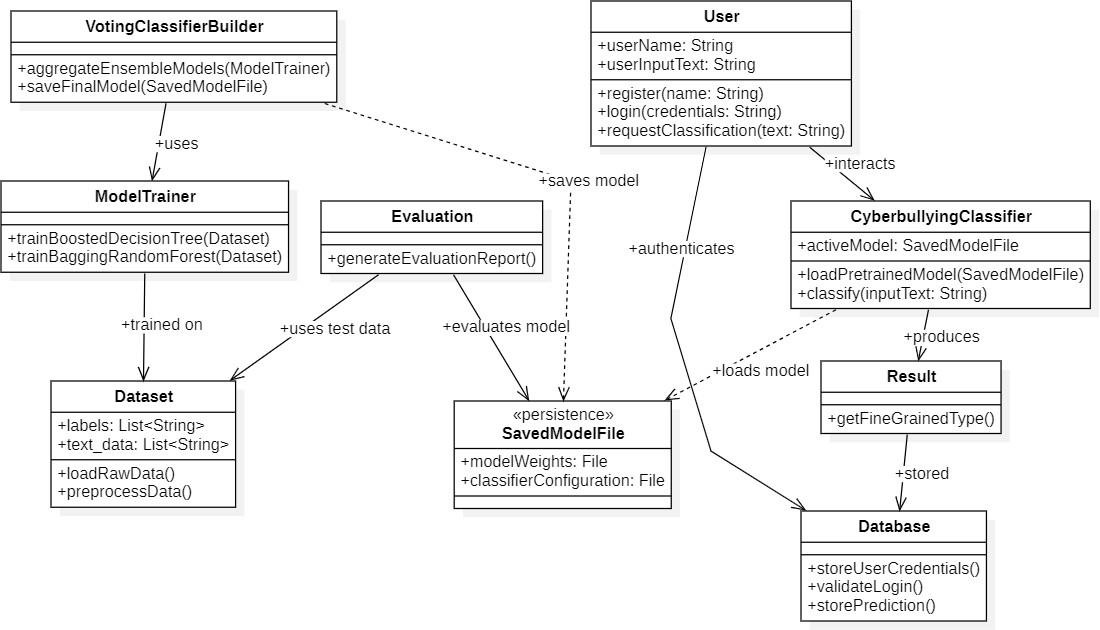 VotingClassifierBuilder
+aggregateEnsembleModels(ModelTrainer)
+saveFinalModel(SavedModelFile)
User
+userName: String
+userInputText: String
+register(name: String)
+login(credentials: String)
+requestClassification(text: String)
+uses
+saves model
+interacts
ModelTrainer
+trainBoostedDecisionTree(Dataset)
+trainBaggingRandomForest(Dataset)
Evaluation
+generateEvaluationReport()
+authenticates
CyberbullyingClassifier
+activeModel: SavedModelFile
+loadPretrainedModel(SavedModelFile)
+classify(inputText: String)
+trained on
+uses test data
+evaluates model
+loads model
+produces
Dataset
+labels: List<String>
+text_data: List<String>
+loadRawData()
+preprocessData()
«persistence»
SavedModelFile
+modelWeights: File
+classifierConfiguration: File
Result
+getFineGrainedType()
+stored
Database
+storeUserCredentials()
+validateLogin()
+storePrediction()